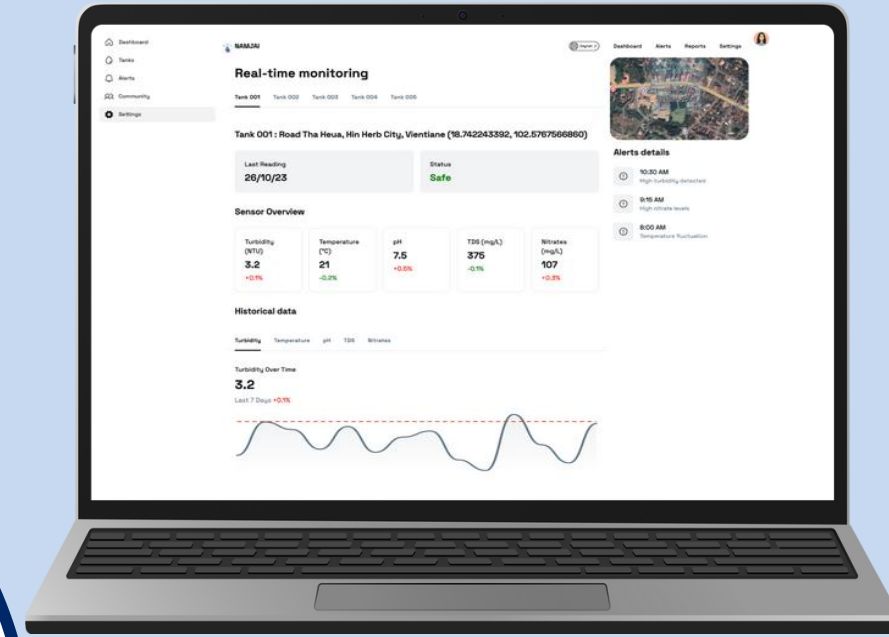 Dashboard
Tanks
Alerts
Community
Settings
NAMJAI
English
Dashboard Alerts Reports Settings
Real-time monitoring
Tank 001 Tank 002 Tank 003 Tank 004 Tank 005
Tank 001 : Road Tha Heua, Hin Herb City, Vientiane (18.742243392, 102.5767566860)
Last Reading
26/10/23
Status
Safe
Sensor Overview
Turbidity
(NTU)
3.2
+0.1%
Temperature
(°C)
21
-0.2%
pH
7.5
+0.5%
TDS (mg/L)
375
-0.1%
Nitrates
(mg/L)
107
+0.3%
Historical data
Turbidity Temperature pH TDS Nitrates
Turbidity Over Time
3.2
Last 7 Days +0.1%
Alerts details
10:30 AM
High turbidity detected
9:15 AM
High nitrate levels
8:00 AM
Temperature fluctuation